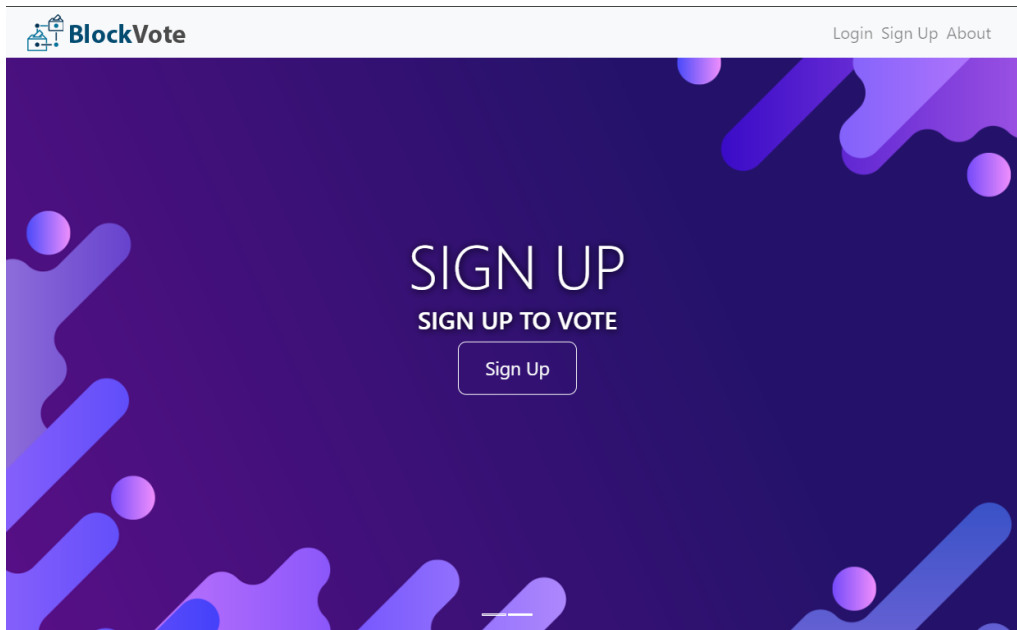 BlockVote
Login Sign Up About
SIGN UP
SIGN UP TO VOTE
Sign Up